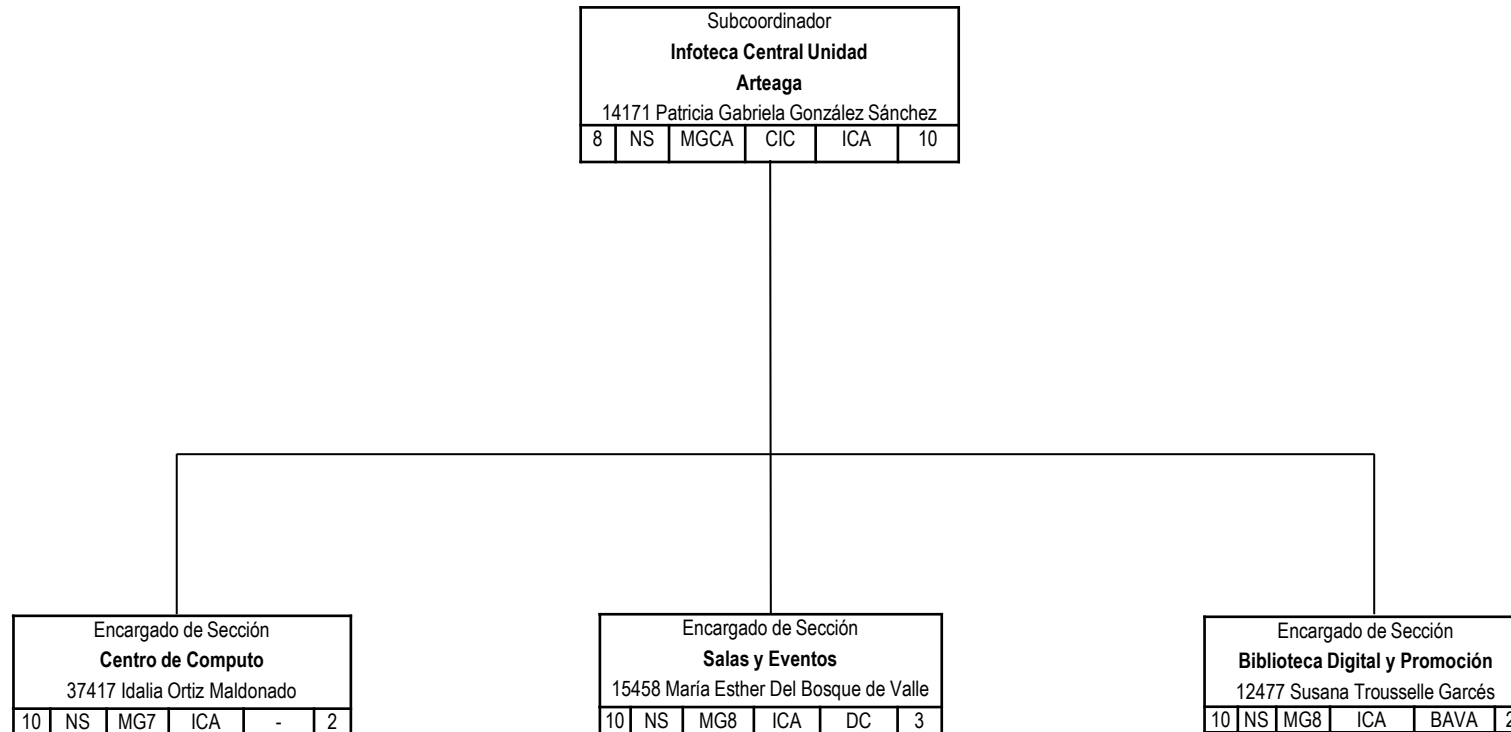 Subcoordinador
Infoteca Central Unidad
Arteaga
14171 Patricia Gabriela González Sánchez
8 NS MGCA CIC ICA 10
Encargado de Sección
Centro de Computo
37417 Idalia Ortiz Maldonado
10 NS MG7 ICA - 2
Encargado de Sección
Salas y Eventos
15458 María Esther Del Bosque de Valle
10 NS MG8 ICA DC 3
Encargado de Sección
Biblioteca Digital y Promoción
12477 Susana Trousselle Garcés
10 NS MG8 ICA BAVA 2